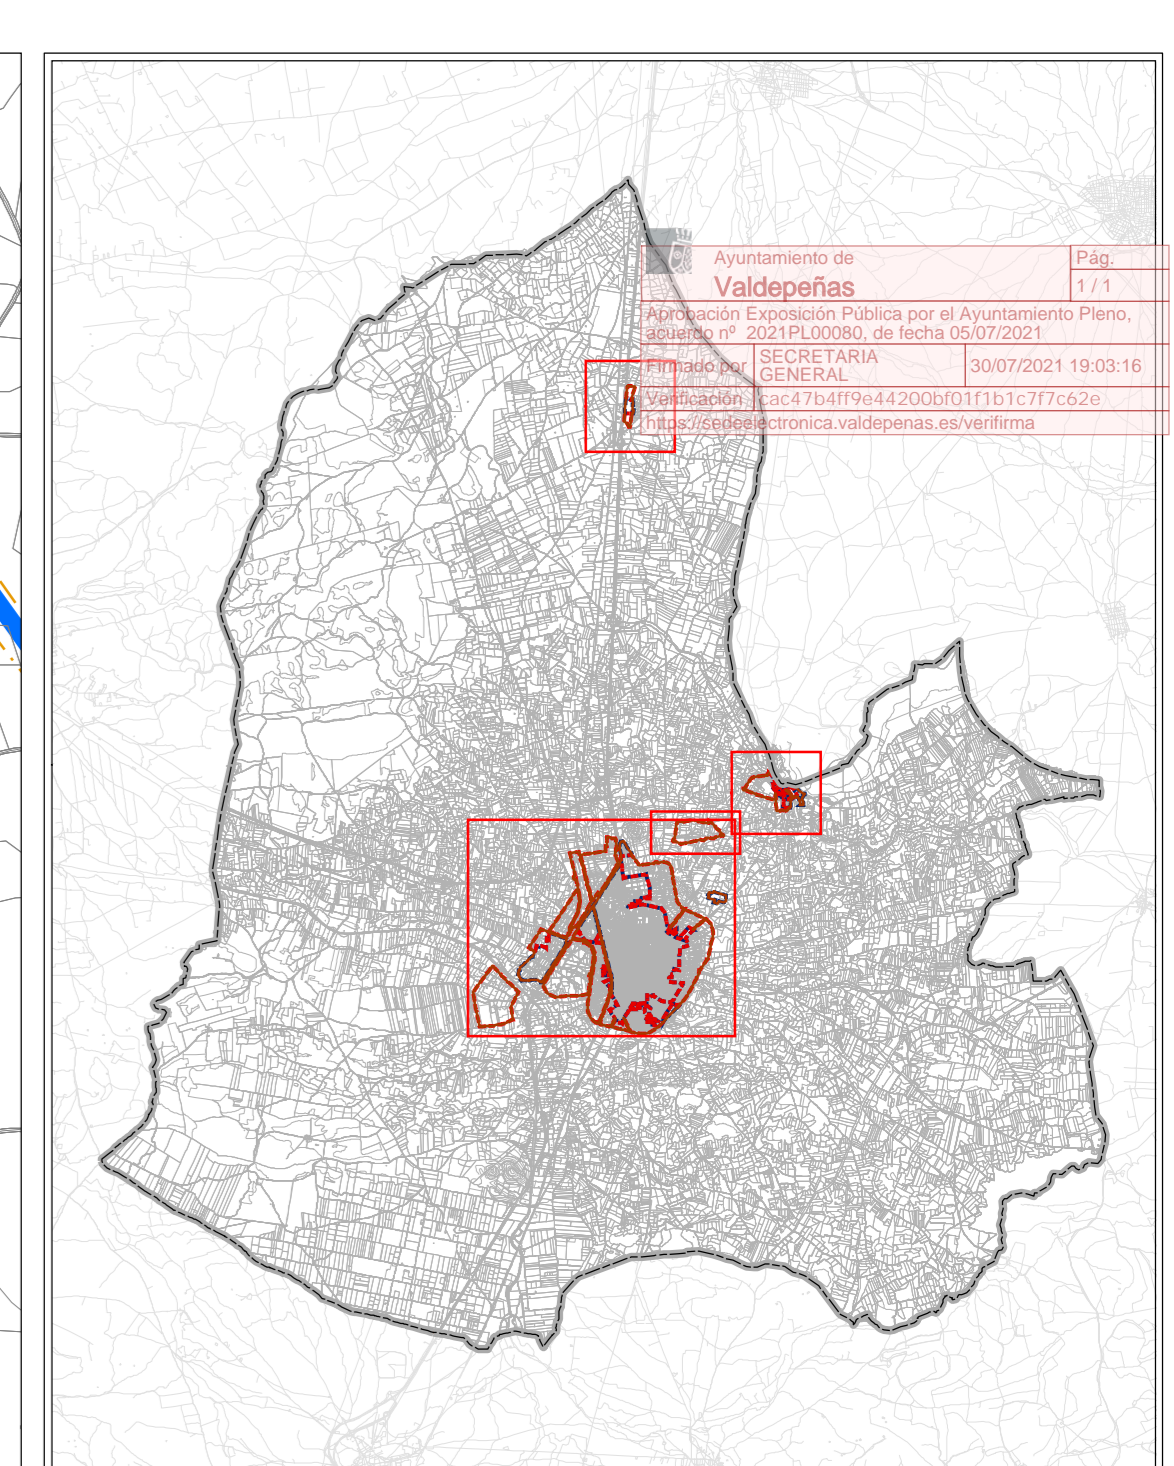 Ayuntamiento de
Valdepeñas
Pág.
1 / 1
Aprobación Exposición Pública por el Ayuntamiento Pleno,
acuerdo nº 2021PL00080, de fecha 05/07/2021
Firmado por
SECRETARIA
GENERAL
30/07/2021 19:03:16
Verificación
cac47b4ff9e44200bf01f1b1c7f7c62e
https://sedeelectronica.valdepenas.es/verifirma